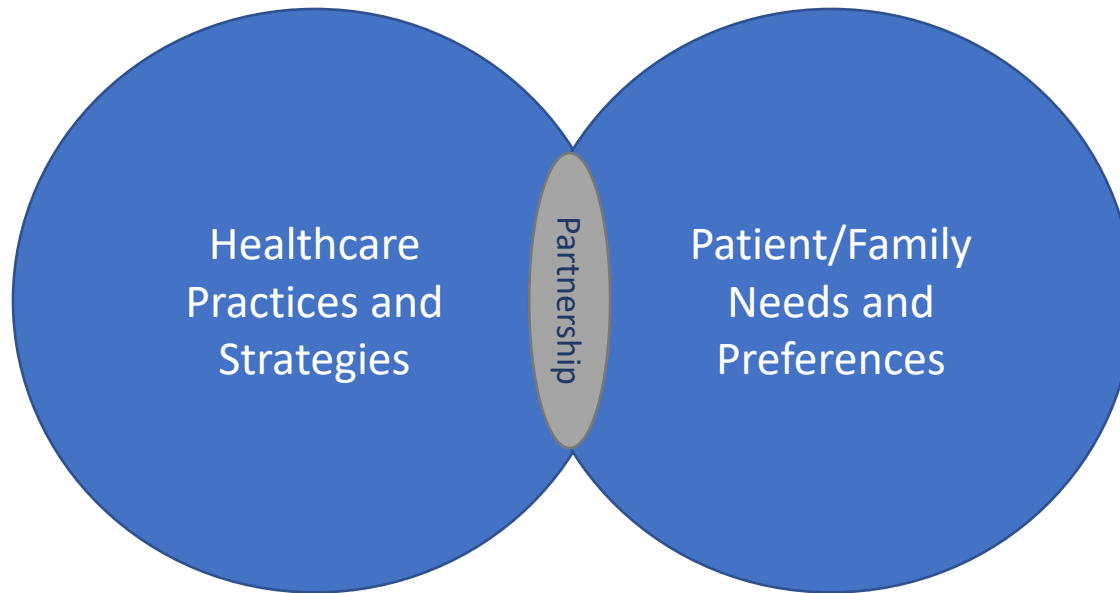 Healthcare
Practices and
Strategies
Partnership
Patient/Family
Needs and
Preferences